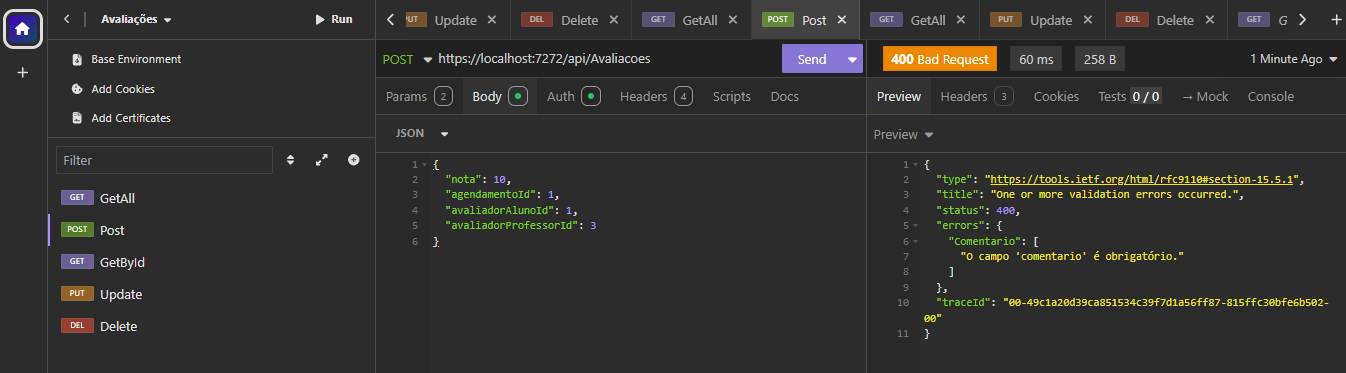 Avaliações
Run
Base Environment
Add Cookies
Add Certificates
Filter
GET GetAll
POST Post
GET GetById
PUT Update
DEL Delete
PUT Update
DEL Delete
GET GetAll
POST Post
GET GetAll
PUT Update
DEL Delete
GET G
POST https://localhost:7272/api/Avaliacoes Send
Params 2 Body Auth Headers 4 Scripts Docs
JSON
1 {
2 "nota": 10,
3 "agendamentoId": 1,
4 "avaliadorAlunoId": 1,
5 "avaliadorProfessorId": 3
6 }
400 Bad Request 60 ms 258 B 1 Minute Ago
Preview Headers 3 Cookies Tests 0 / 0 → Mock Console
Preview
1 {
2 "type": "https://tools.ietf.org/html/rfc9110#section-15.5.1",
3 "title": "One or more validation errors occurred.",
4 "status": 400,
5 "errors": {
6 "Comentario": [
7 "O campo 'comentario' é obrigatório."
8 ]
9 },
10 "traceId": "00-49c1a20d39ca851534c39f7d1a56ff87-815ffc30bfe6b502-
00"
11 }